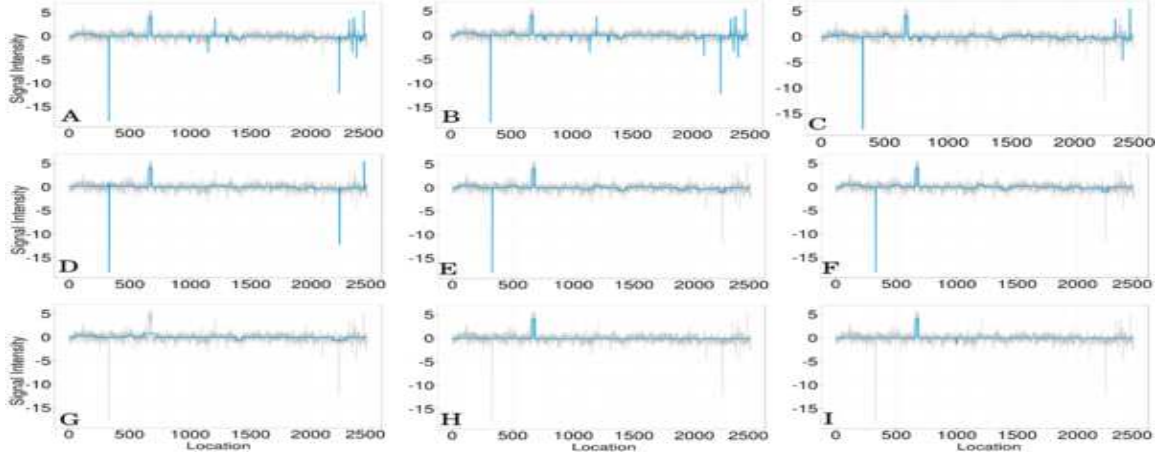 5 0 -5 -10 -15 Signal Intensity A 0 500 1000 1500 2000 2500
5 0 -5 -10 -15 B 0 500 1000 1500 2000 2500
5 0 -5 -10 -15 C 0 500 1000 1500 2000 2500
5 0 -5 -10 -15 Signal Intensity D 0 500 1000 1500 2000 2500
5 0 -5 -10 -15 E 0 500 1000 1500 2000 2500
5 0 -5 -10 -15 F 0 500 1000 1500 2000 2500
5 0 -5 -10 -15 Signal Intensity G 0 500 1000 1500 2000 2500 Location
5 0 -5 -10 -15 H 0 500 1000 1500 2000 2500 Location
5 0 -5 -10 -15 I 0 500 1000 1500 2000 2500 Location